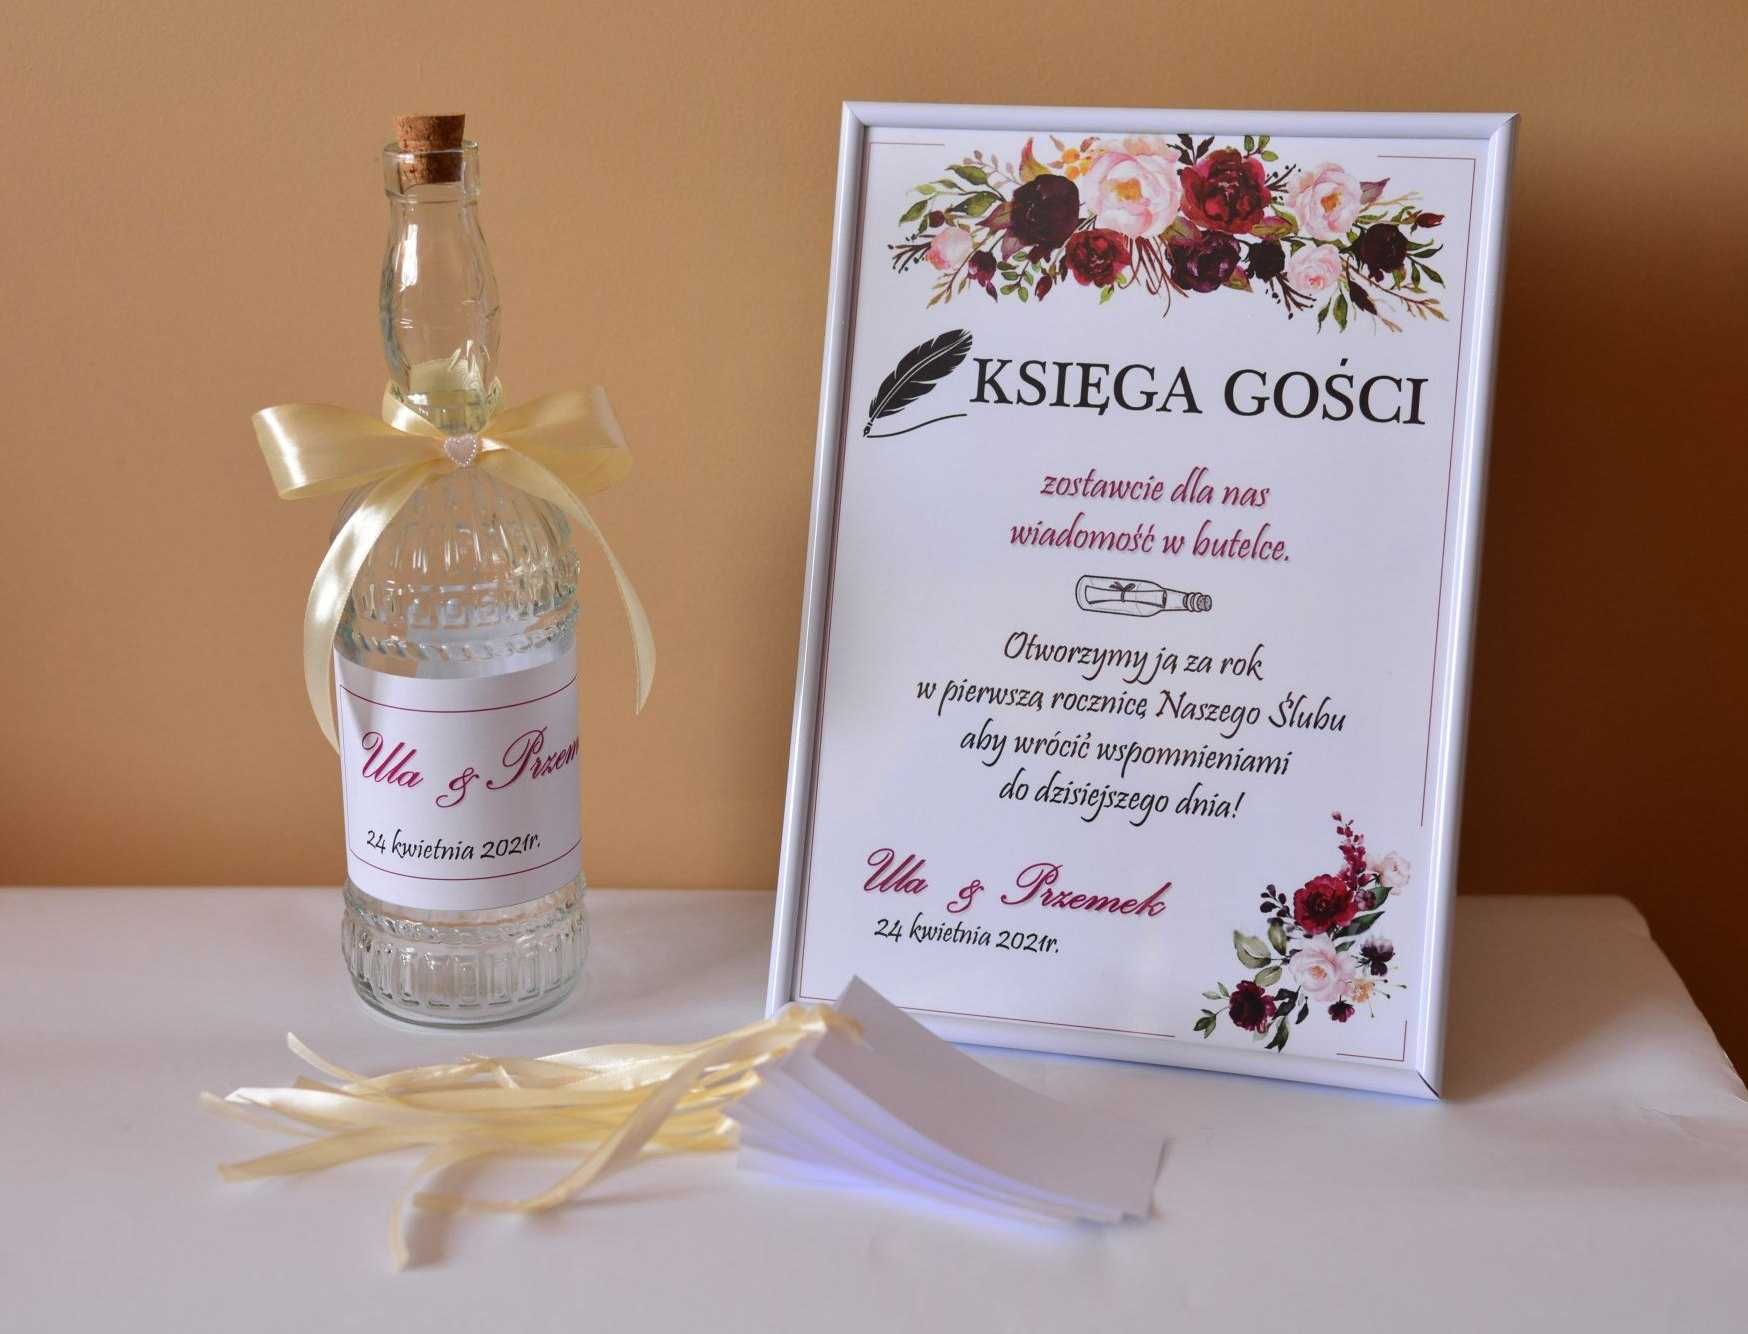 Ula & Przem
24 kwietnia 2021r.
KSIĘGA GOŚCI
zostawcie dla nas
wiadomość w butelce.
Otworzymy ją za rok
w pierwszą rocznicę Naszego Ślubu
aby wrócić wspomnieniami
do dzisiejszego dnia!
Ula & Przemek
24 kwietnia 2021r.